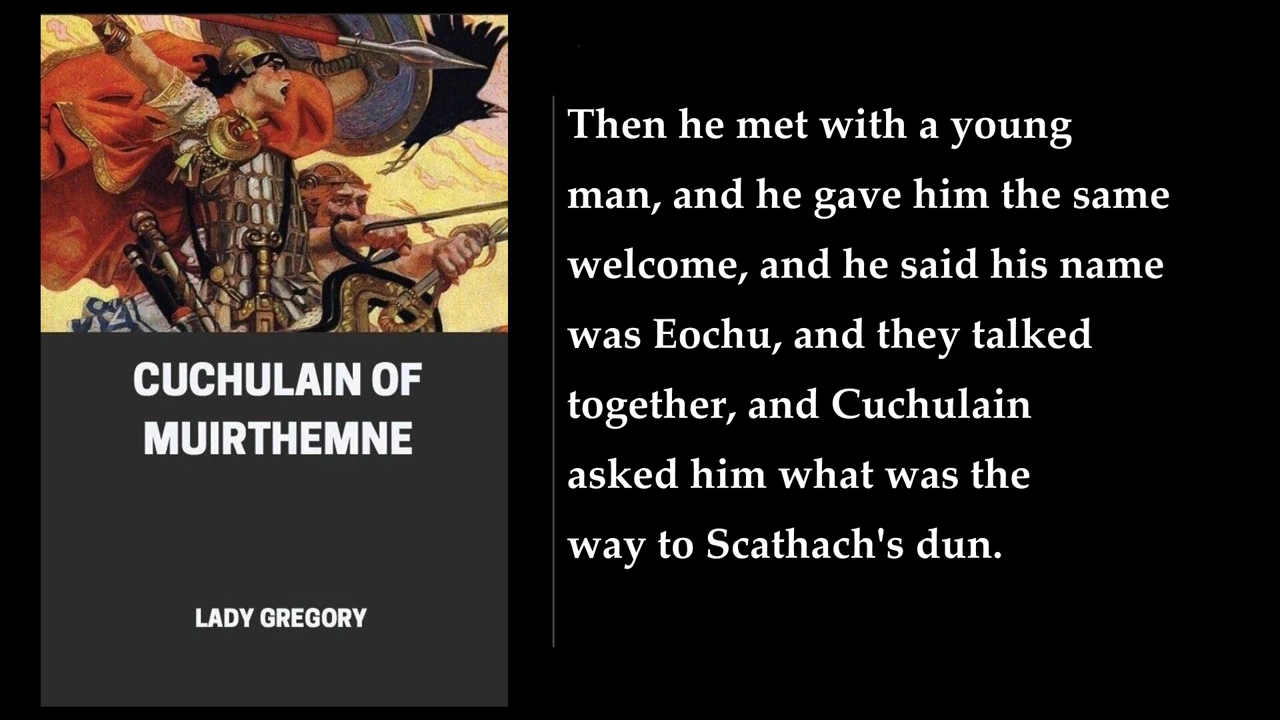 CUCHULAIN OF
MUIRTHEMNE
LADY GREGORY
Then he met with a young
man, and he gave him the same
welcome, and he said his name
was Eochu, and they talked
together, and Cuchulain
asked him what was the
way to Scathach's dun.